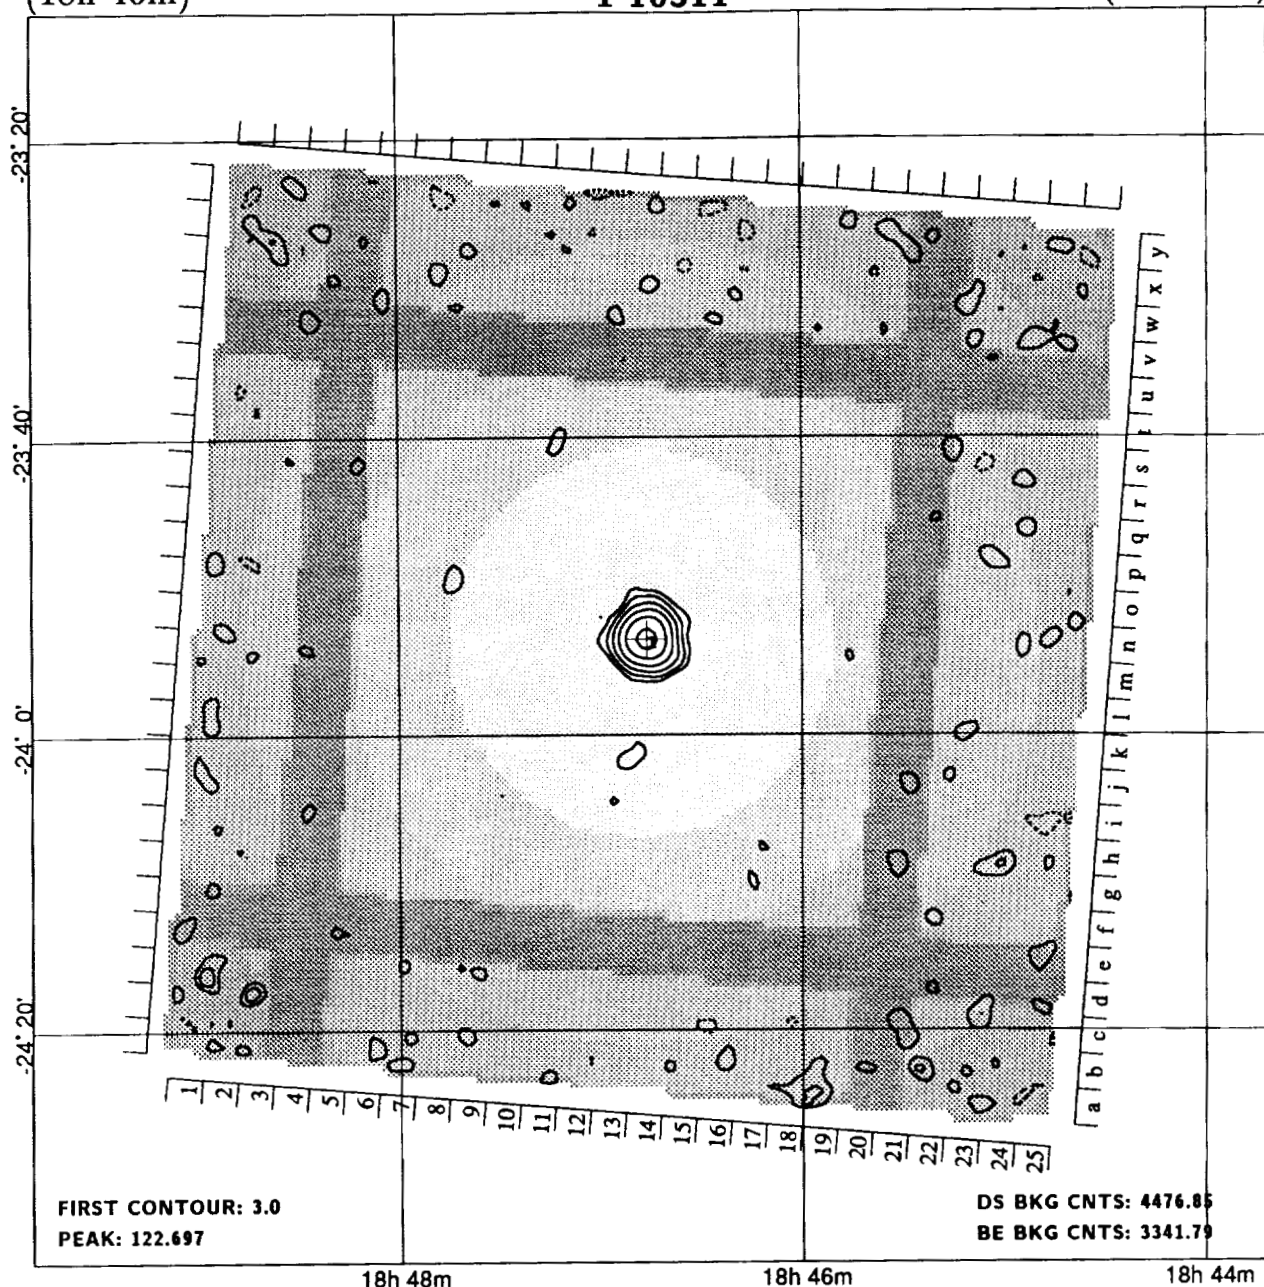 -23° 20'
-23° 40'
-24° 0'
-24° 20'
y
x
w
v
u
t
s
r
q
p
o
n
m
l
k
j
i
h
g
f
e
d
c
b
a
1 2 3 4 5 6 7 8 9 10 11 12 13 14 15 16 17 18 19 20 21 22 23 24 25
FIRST CONTOUR: 3.0
PEAK: 122.697
DS BKG CNTS: 4476.85
BE BKG CNTS: 3341.79
18h 48m
18h 46m
18h 44m